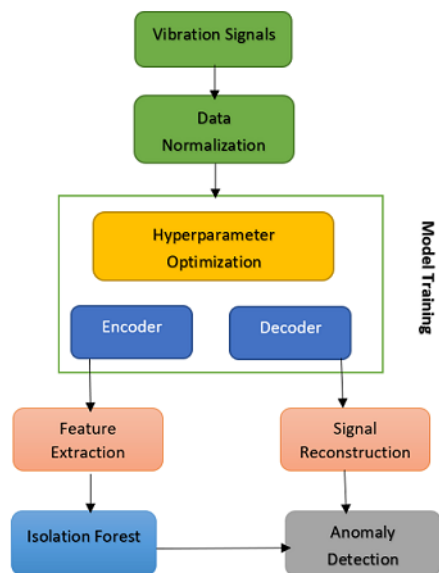 Vibration Signals
Data
Normalization
Hyperparameter
Optimization
Model Training
Encoder
Decoder
Feature
Extraction
Signal
Reconstruction
Isolation Forest
Anomaly
Detection